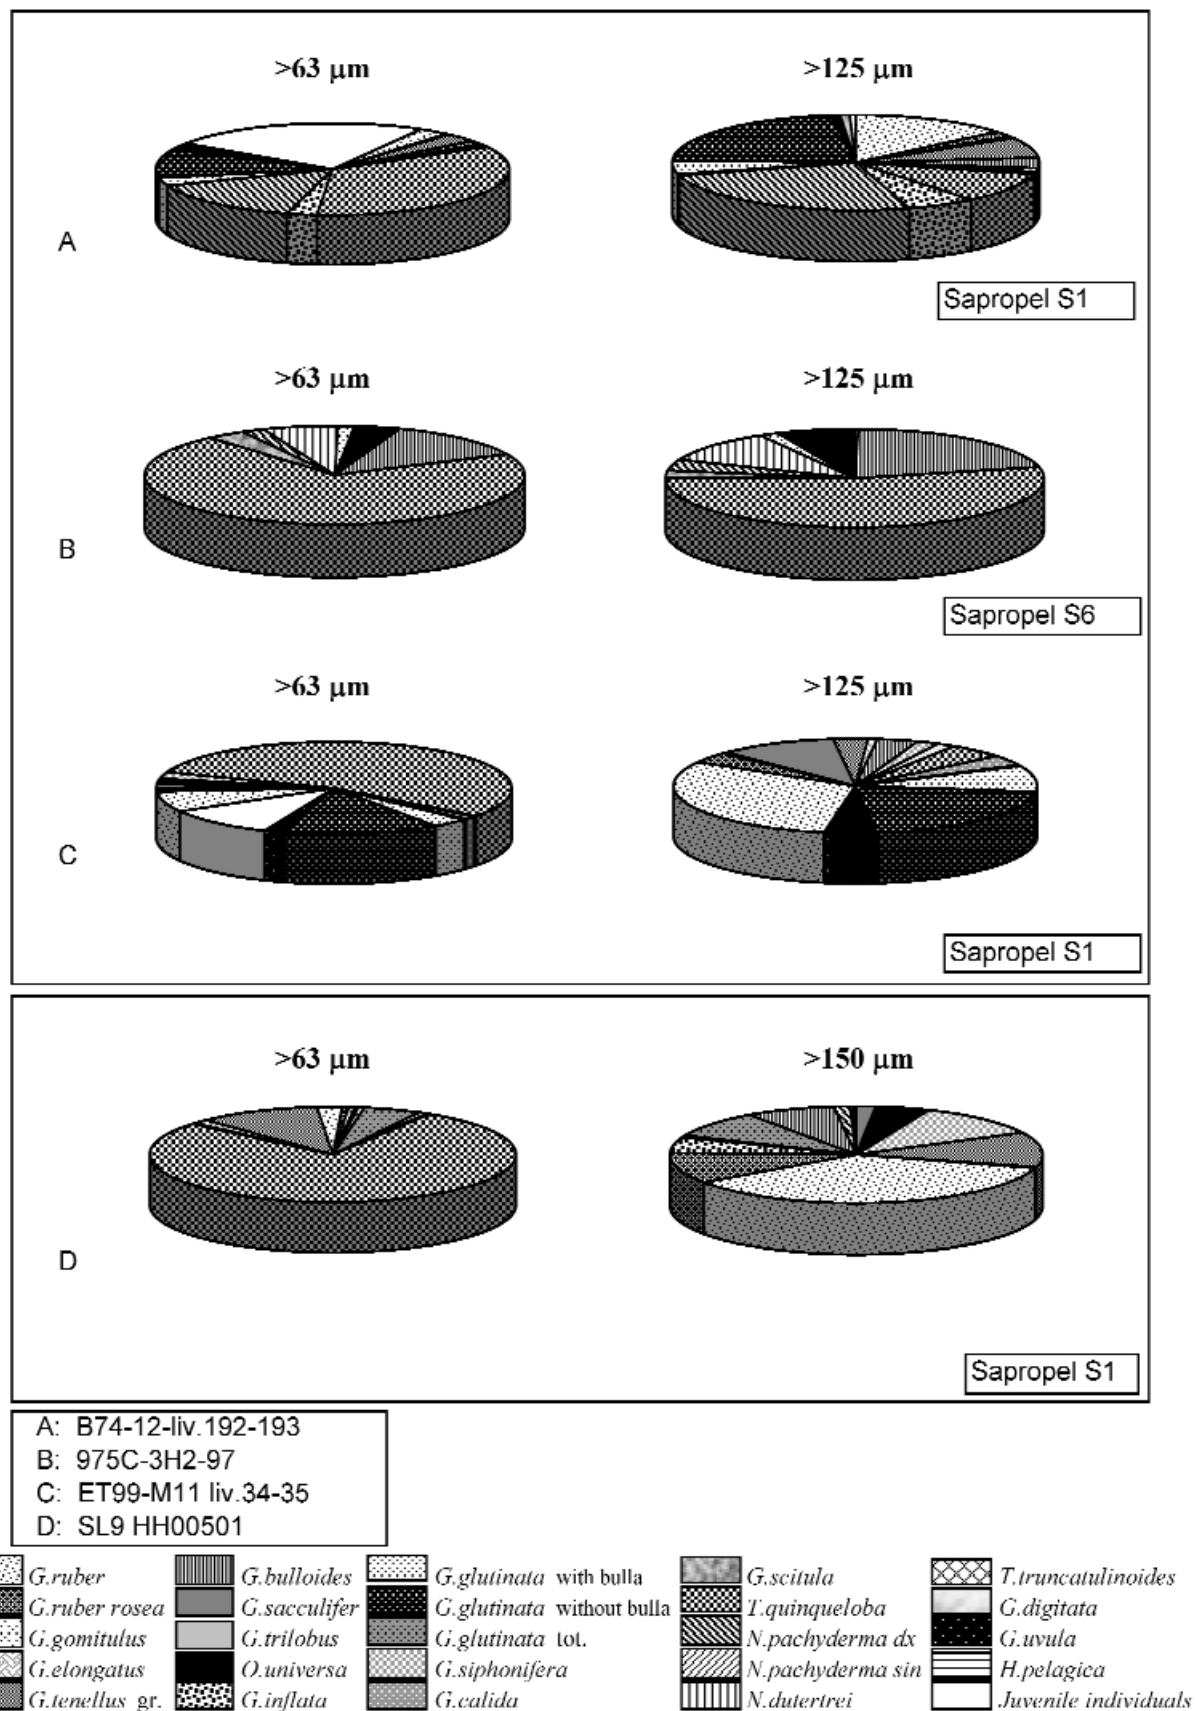 >63 μm
>125 μm
A
Sapropel S1
>63 μm
>125 μm
B
Sapropel S6
>63 μm
>125 μm
C
Sapropel S1
>63 μm
>150 μm
D
Sapropel S1
A: B74-12-liv.192-193
B: 975C-3H2-97
C: ET99-M11 liv.34-35
D: SL9 HH00501
G.ruber
G.ruber rosea
G.gomitulus
G.elongatus
G.tenellus gr.
G.bulloides
G.sacculifer
G.trilobus
O.universa
G.inflata
G.glutinata with bulla
G.glutinata without bulla
G.glutinata tot.
G.siphonifera
G.calida
G.scitula
T.quinqueloba
N.pachyderma dx
N.pachyderma sin
N.dutertrei
T.truncatulinoides
G.digitata
G.uvula
H.pelagica
Juvenile individuals